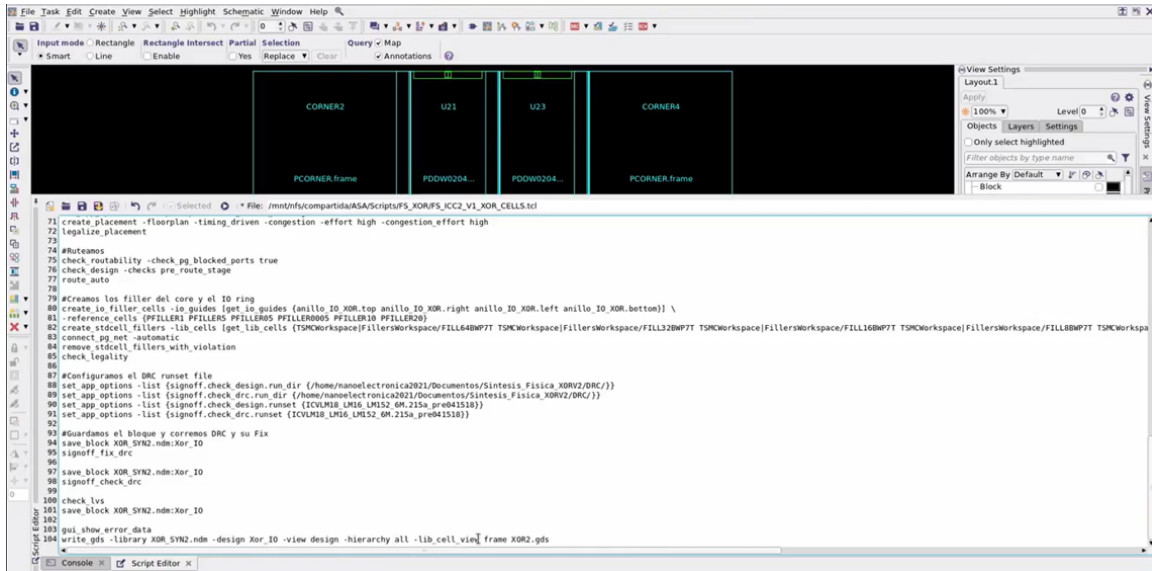 File Task Edit Create View Select Highlight Schematic Window Help
0
Input mode Rectangle Rectangle Intersect Partial Selection Query Map
Smart Line Enable Yes Replace Clear Annotations
View Settings
Layout.1
Apply
100% Level 0
Objects Layers Settings
Only select highlighted
Filter objects by type name
Arrange By Default
Block
View Settings
CORNER2 U21 U23 CORNER4
PCORNER.frame PDDW0204... PDDW0204... PCORNER.frame
Selected * File: /mnt/nfs/compartida/ASA/Scripts/FS_XOR/FS_ICC2_V1_XOR_CELLS.tcl
71 create_placement -floorplan -timing_driven -congestion -effort high -congestion_effort high
72 legalize_placement
73
74 #Ruteamos
75 check_routability -check_pg_blocked_ports true
76 check_design -checks pre_route_stage
77 route_auto
78
79 #Creamos los filler del core y el IO ring
80 create_io_filler_cells -io_guides [get_io_guides {anillo_IO_XOR.top anillo_IO_XOR.right anillo_IO_XOR.left anillo_IO_XOR.bottom}] \
81 -reference_cells {PFILLER1 PFILLER5 PFILLER05 PFILLER0005 PFILLER10 PFILLER20}
82 create_stdcell_fillers -lib_cells [get_lib_cells {TSMCWorkspace|FillersWorkspace/FILL64BWP7T TSMCWorkspace|FillersWorkspace/FILL32BWP7T TSMCWorkspace|FillersWorkspace/FILL16BWP7T TSMCWorkspace|FillersWorkspace/FILL8BWP7T TSMCWorkspa
83 connect_pg_net -automatic
84 remove_stdcell_fillers_with_violation
85 check_legality
86
87 #Configuramos el DRC runset file
88 set_app_options -list {signoff.check_design.run_dir {/home/nanoelectronica2021/Documentos/Sintesis_Fisica_XORV2/DRC/}}
89 set_app_options -list {signoff.check_drc.run_dir {/home/nanoelectronica2021/Documentos/Sintesis_Fisica_XORV2/DRC/}}
90 set_app_options -list {signoff.check_design.runset {ICVLM18_LM16_LM152_6M.215a_pre041518}}
91 set_app_options -list {signoff.check_drc.runset {ICVLM18_LM16_LM152_6M.215a_pre041518}}
92
93 #Guardamos el bloque y corremos DRC y su Fix
94 save_block XOR_SYN2.ndm:Xor_IO
95 signoff_fix_drc
96
97 save_block XOR_SYN2.ndm:Xor_IO
98 signoff_check_drc
99
100 check_lvs
101 save_block XOR_SYN2.ndm:Xor_IO
102
103 gui_show_error_data
104 write_gds -library XOR_SYN2.ndm -design Xor_IO -view design -hierarchy all -lib_cell_view frame XOR2.gds
0
Script Editor
Console Script Editor